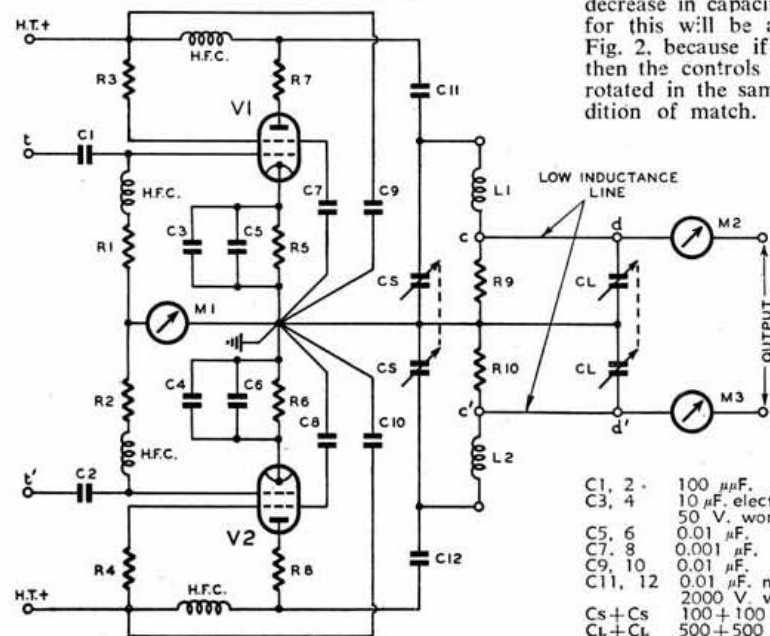 decrease in capacit
for this will be a
Fig. 2, because if
then the controls
rotated in the sam
dition of match.
H.T.+
H.F.C.
R3
R7
C11
V1
t
C1
C7
C9
H.F.C.
L1
LOW INDUCTANCE
LINE
C3
C5
R5
R1
c
d
M2
CS
R9
CL
M1
OUTPUT
R10
C4
C6
R6
CS
CL
R2
C8
C10
M3
c'
d'
H.F.C.
L2
t'
C2
V2
R4
R8
C12
H.T.+
H.F.C.
C1, 2 · 100 μμF.
C3, 4 10 μF. elect
50 V. wor
C5, 6 0.01 μF.
C7. 8 0.001 μF.
C9, 10 0.01 μF.
C11, 12 0.01 μF. m
2000 V. v
Cs+Cs 100+100
CL+CL 500+500